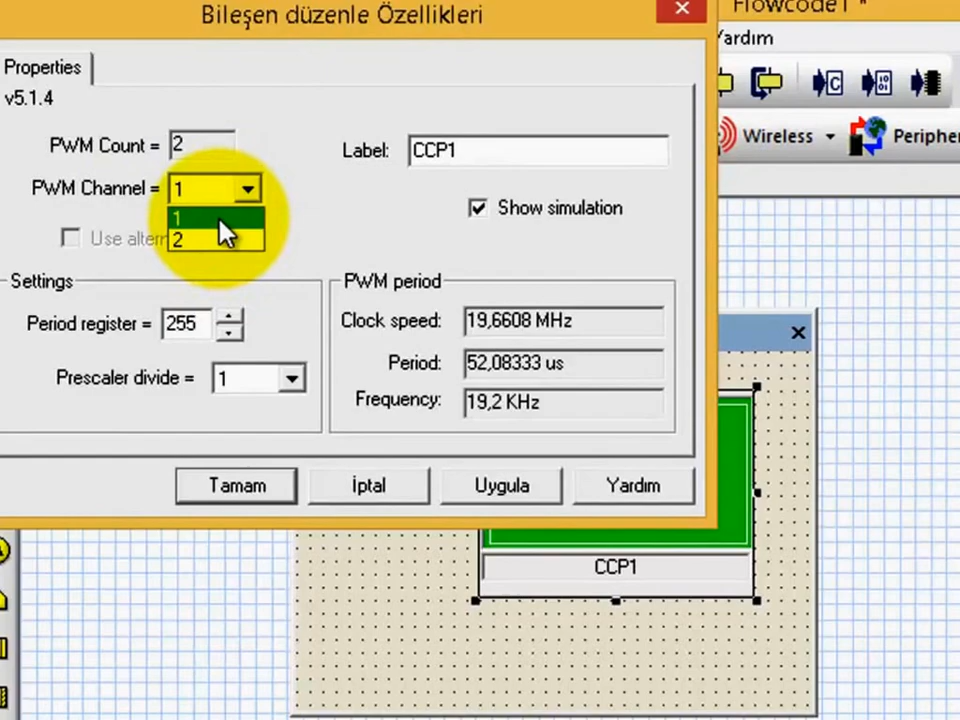 Bileşen düzenle Özellikleri
Flowcode1 *
Yardım
Properties
v5.1.4
PWM Count = 2
Label: CCP1
PWM Channel = 1
1
2
Show simulation
Use altern
Settings
Period register = 255
Prescaler divide = 1
PWM period
Clock speed: 19,6608 MHz
Period: 52,08333 us
Frequency: 19,2 KHz
Tamam
İptal
Uygula
Yardım
Wireless
Peripher
CCP1